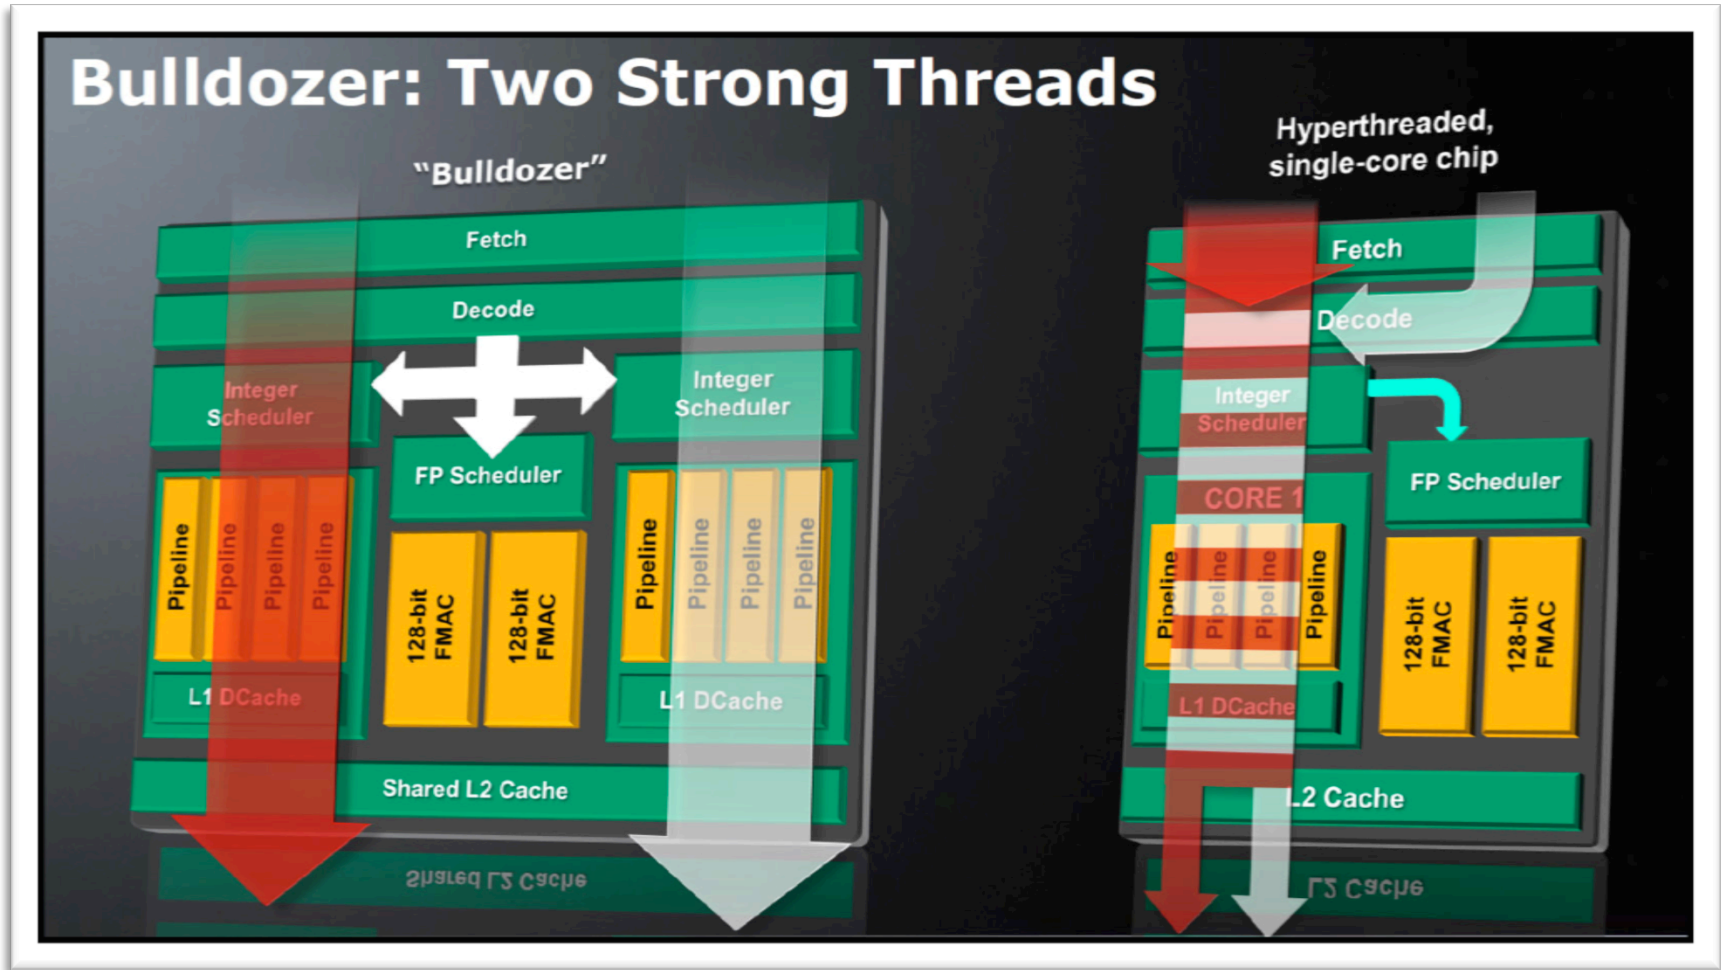 Bulldozer: Two Strong Threads
“Bulldozer”
Fetch
Decode
Integer
Scheduler
Integer
Scheduler
FP Scheduler
Pipeline
Pipeline
Pipeline
Pipeline
128-bit
FMAC
128-bit
FMAC
Pipeline
Pipeline
Pipeline
Pipeline
L1 DCache
L1 DCache
Shared L2 Cache
Shared L2 Cache
Hyperthreaded,
single-core chip
Fetch
Decode
Integer
Scheduler
FP Scheduler
CORE 1
Pipeline
Pipeline
Pipeline
Pipeline
128-bit
FMAC
128-bit
FMAC
L1 DCache
L2 Cache
L2 Cache